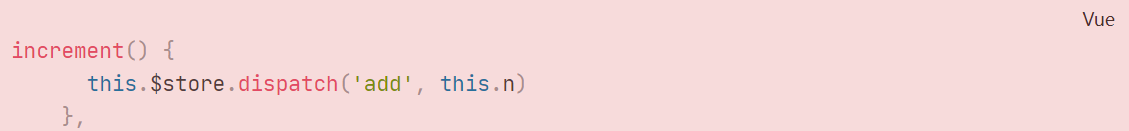 Vue
increment() {
      this.$store.dispatch('add', this.n)
    },